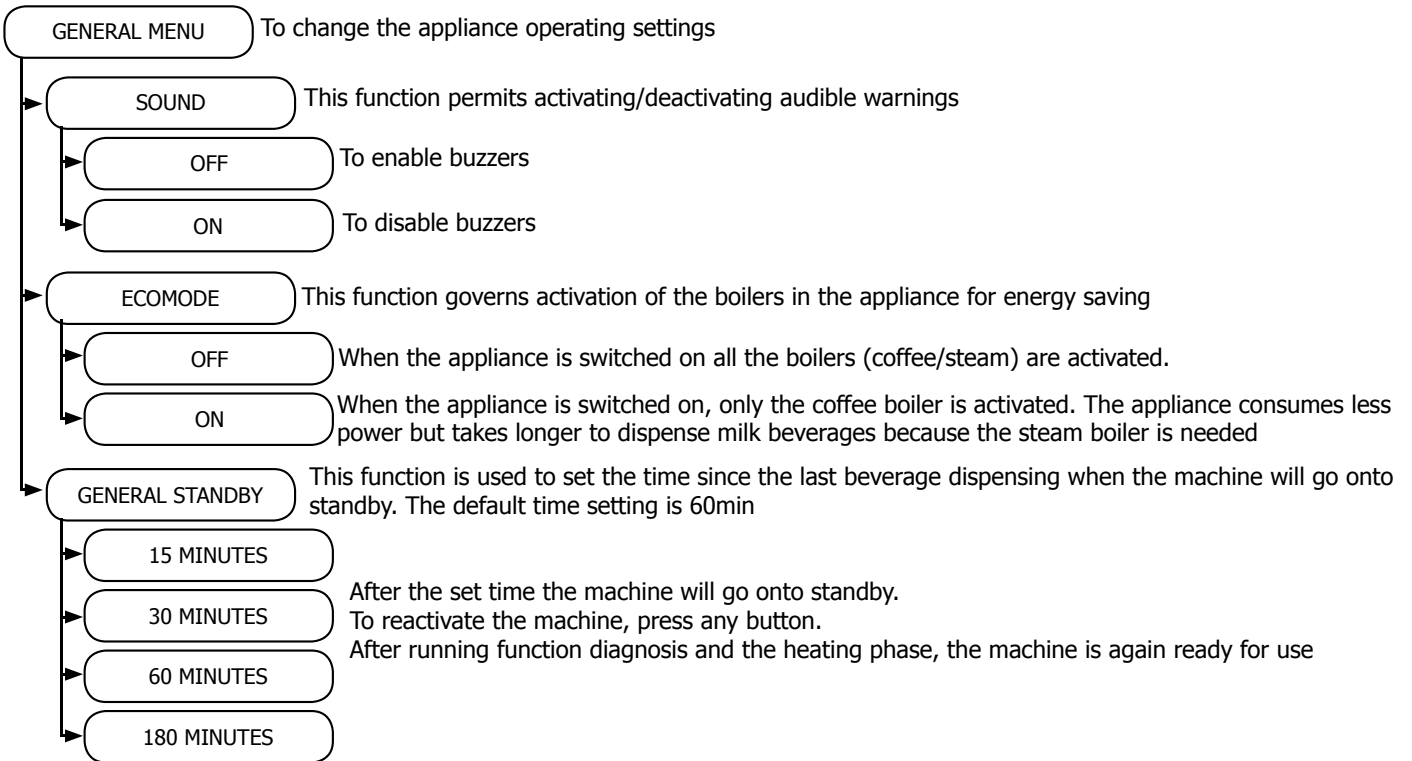 GENERAL MENU To change the appliance operating settings
SOUND This function permits activating/deactivating audible warnings
OFF To enable buzzers
ON To disable buzzers
ECOMODE This function governs activation of the boilers in the appliance for energy saving
OFF When the appliance is switched on all the boilers (coffee/steam) are activated.
ON When the appliance is switched on, only the coffee boiler is activated. The appliance consumes less
power but takes longer to dispense milk beverages because the steam boiler is needed
GENERAL STANDBY This function is used to set the time since the last beverage dispensing when the machine will go onto
standby. The default time setting is 60min
15 MINUTES
30 MINUTES
60 MINUTES
180 MINUTES
After the set time the machine will go onto standby.
To reactivate the machine, press any button.
After running function diagnosis and the heating phase, the machine is again ready for use